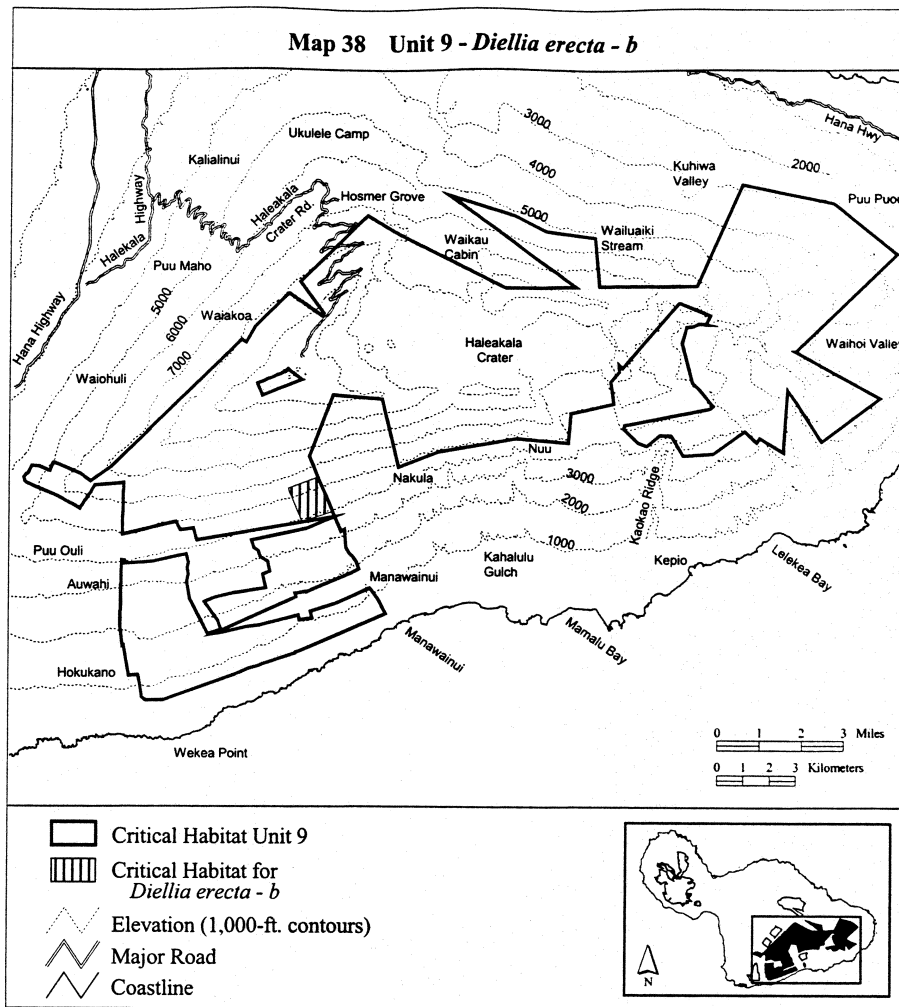 Map 38 Unit 9 - Diellia erecta - b
Hana Hwy
3000
Ukulele Camp
Kalialinui
4000
Kuhiwa
Valley
2000
Highway
Haleakala
Crater Rd.
Hosmer Grove
5000
Puu Puoe
Waikau
Cabin
Wailuaiki
Stream
Halekala
Puu Maho
5000
6000
7000
Waiakoa
Hana Highway
Haleakala
Crater
Waihoi Valley
Waiohuli
Nuu
Nakula
3000
2000
1000
Kaokao Ridge
Puu Ouli
Auwahi
Manawainui
Kahalulu
Gulch
Kepio
Lelekea Bay
Manawainui
Mamalu Bay
Hokukano
Wekea Point
0 1 2 3 Miles
0 1 2 3 Kilometers
Critical Habitat Unit 9
Critical Habitat for
Diellia erecta - b
Elevation (1,000-ft. contours)
Major Road
Coastline
N